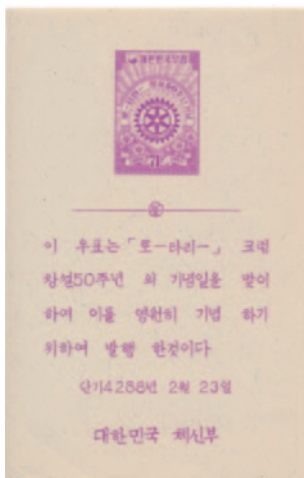 이 우표는「로―타리―」 크럽
창설50주년 의 기념일을 맞이
하여 이를 영원히 기념 하기
위하여 발행 한것이다
단기4288년 2월 23일
대한민국 체신부